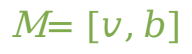 M= [v, b]